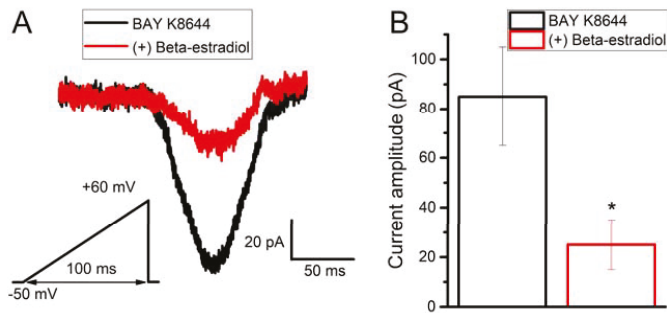 A
BAY K8644
(+) Beta-estradiol
+60 mV
100 ms
-50 mV
20 pA
50 ms
B
BAY K8644
(+) Beta-estradiol
Current amplitude (pA)
100
80
60
40
20
0
*